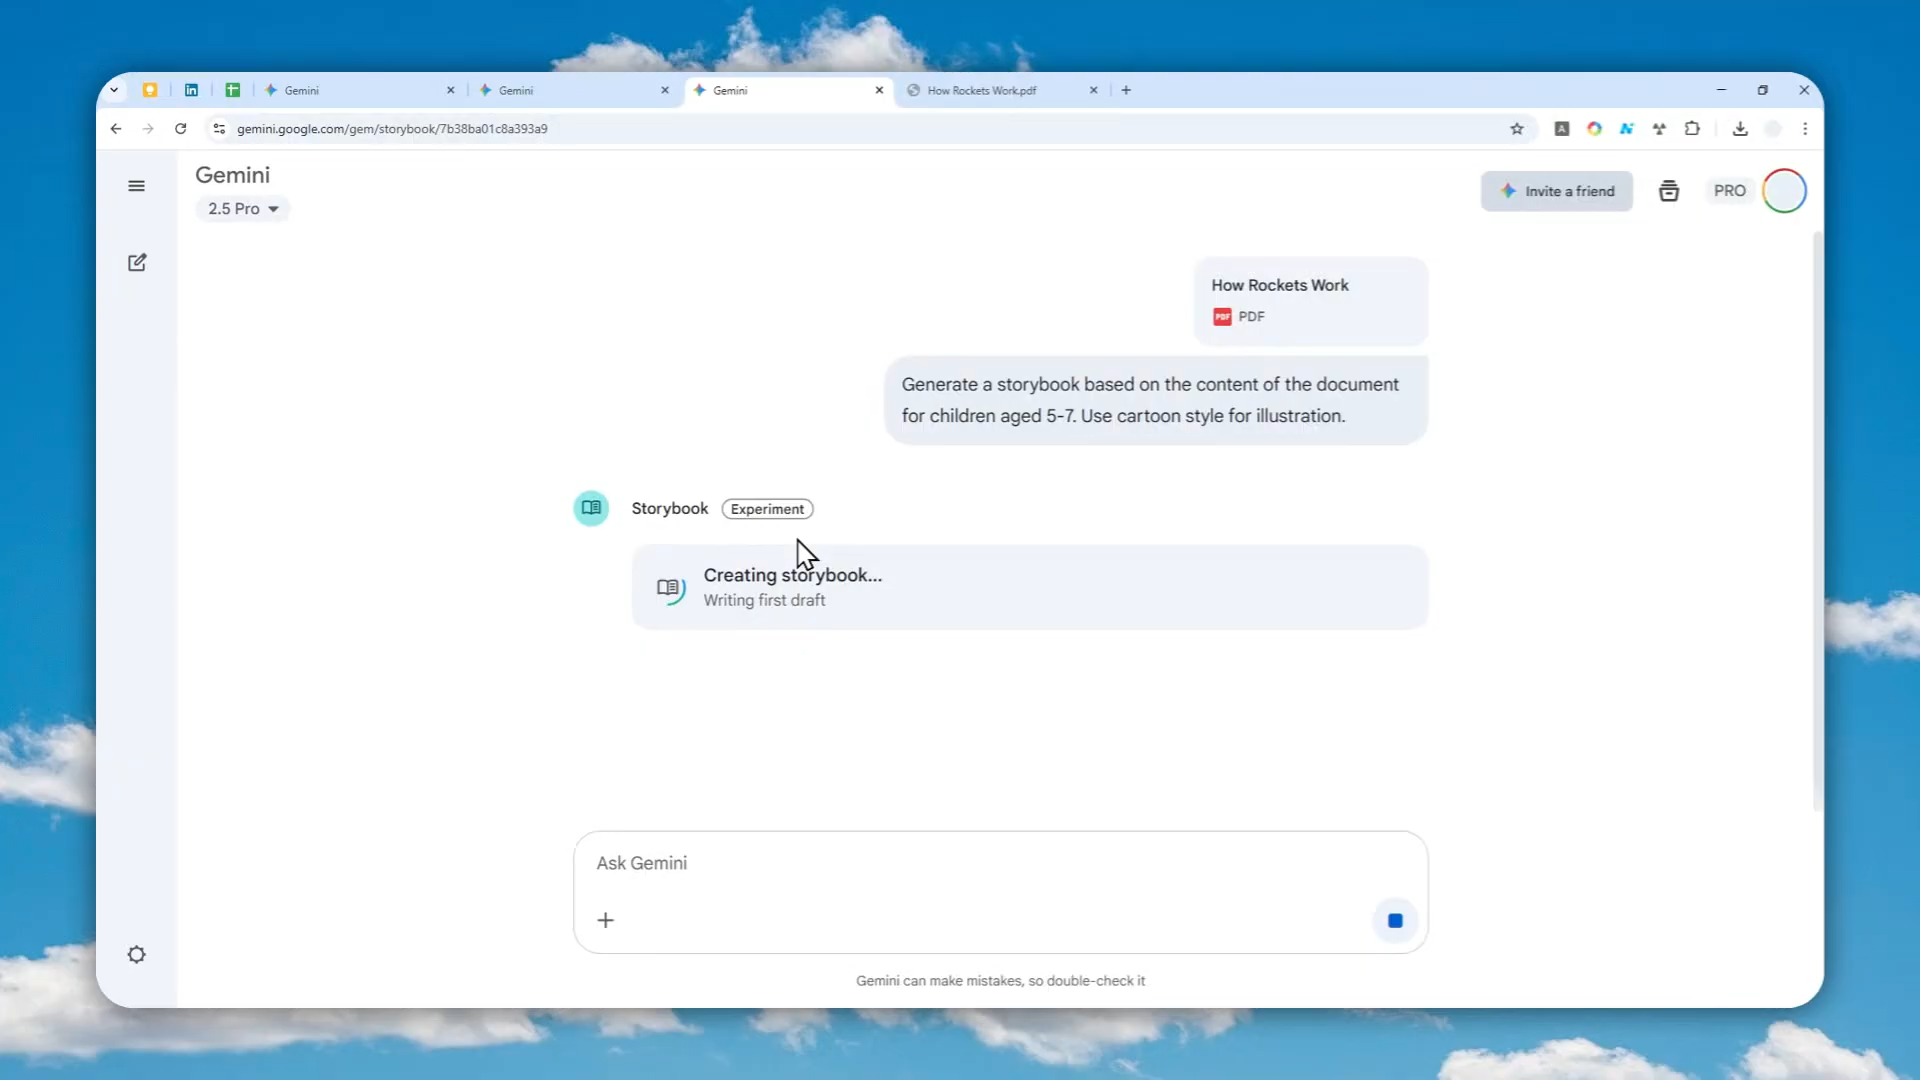 Gemini
Gemini
Gemini
How Rockets Work.pdf
gemini.google.com/gem/storybook/7b38ba01c8a393a9
Gemini
2.5 Pro
Invite a friend
PRO
How Rockets Work
PDF PDF
Generate a storybook based on the content of the document
for children aged 5-7. Use cartoon style for illustration.
Storybook Experiment
Creating storybook...
Writing first draft
Ask Gemini
Gemini can make mistakes, so double-check it